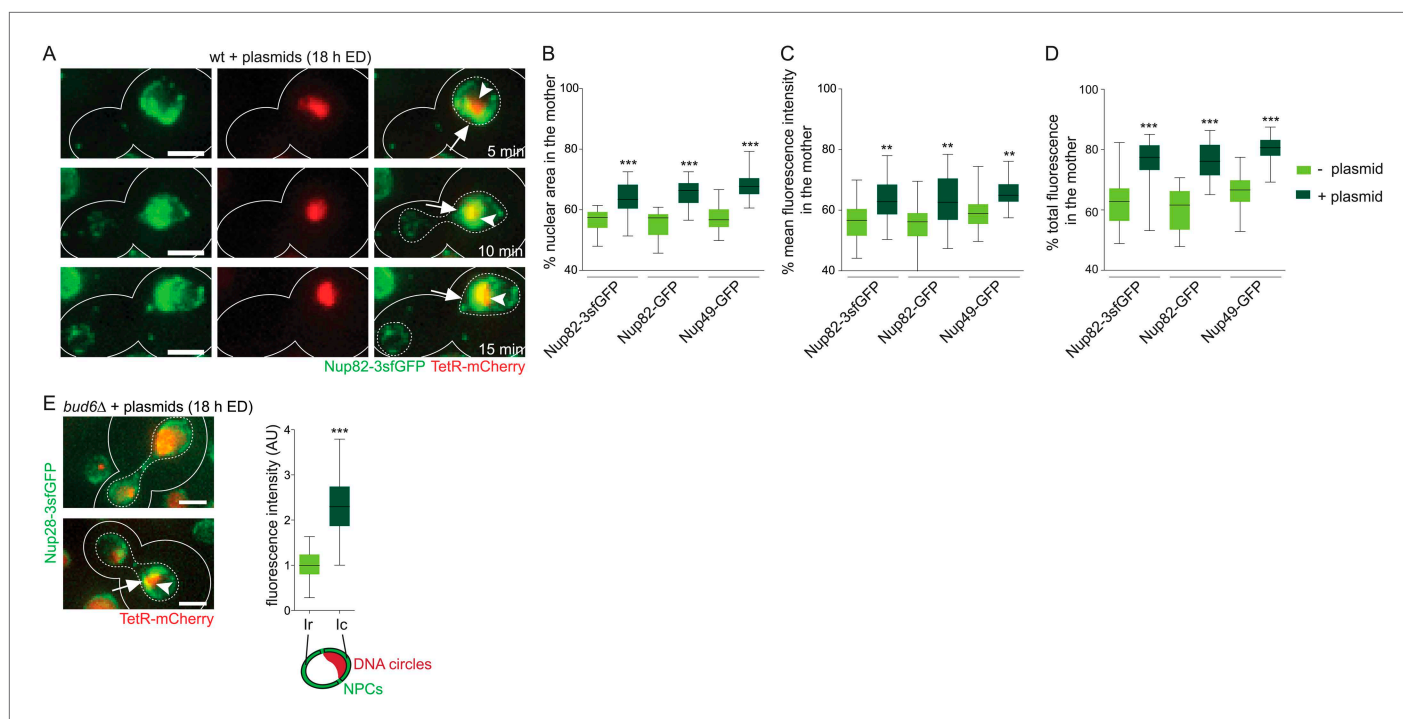 A
wt + plasmids (18 h ED)
5 min
10 min
15 min
Nup82-3sfGFP TetR-mCherry
B
% nuclear area in the mother
100
80
60
40
***
***
***
Nup82-3sfGFP
Nup82-GFP
Nup49-GFP
C
% mean fluorescence intensity
in the mother
100
80
60
40
**
**
**
Nup82-3sfGFP
Nup82-GFP
Nup49-GFP
D
% total fluorescence
in the mother
100
80
60
40
***
***
***
Nup82-3sfGFP
Nup82-GFP
Nup49-GFP
- plasmid
+ plasmid
E
bud6Δ + plasmids (18 h ED)
Nup28-3sfGFP
TetR-mCherry
fluorescence intensity (AU)
4
3
2
1
0
***
Ir
Ic
DNA circles
NPCs